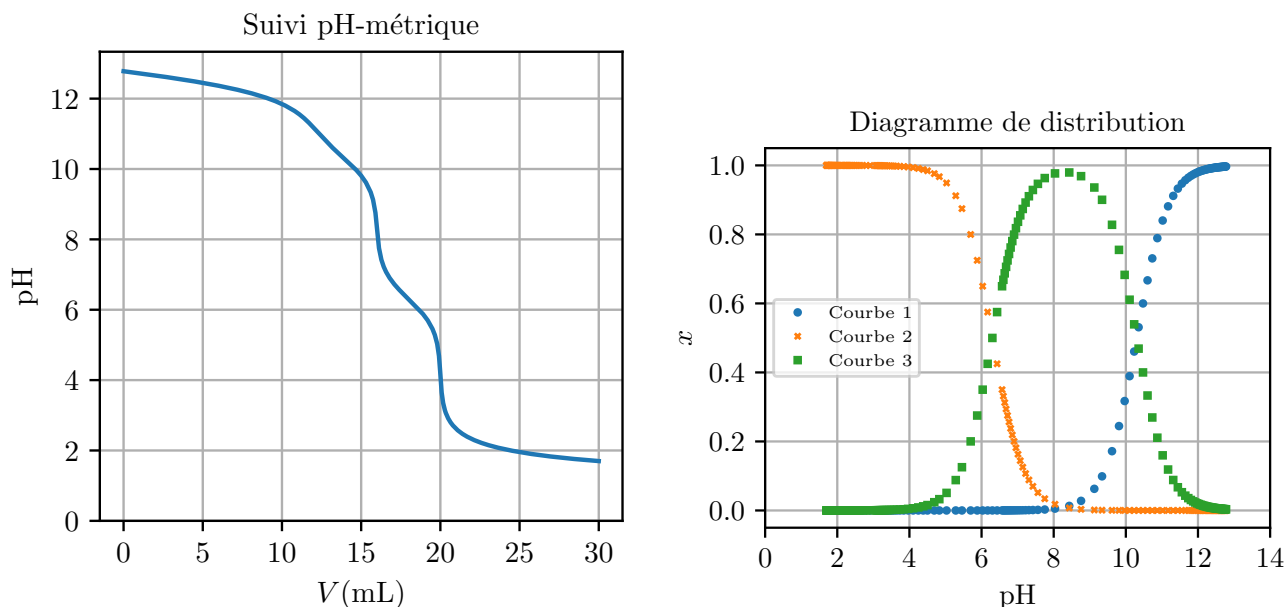 Suivi pH-métrique
12
10
8
6
4
2
0
pH
0 5 10 15 20 25 30
V(mL)
Diagramme de distribution
1.0
0.8
0.6
0.4
0.2
0.0
x
Courbe 1
Courbe 2
Courbe 3
0 2 4 6 8 10 12 14
pH